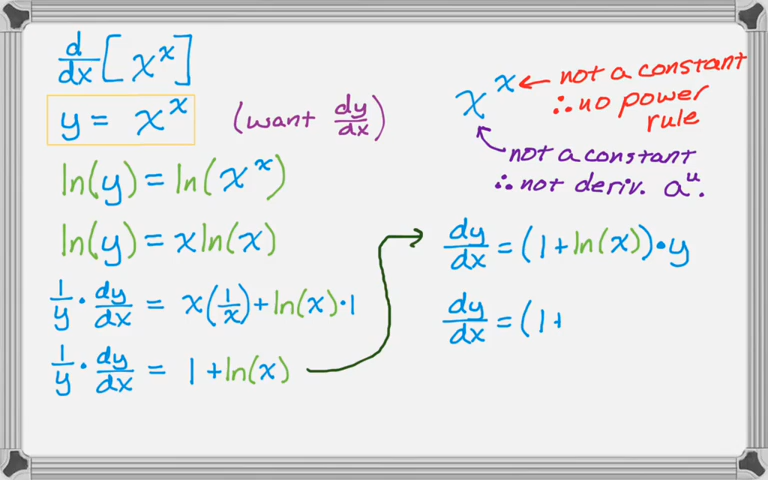 d/dx [x^x]
y = x^x (want dy/dx)
ln(y) = ln(x^x)
ln(y) = x ln(x)
1/y · dy/dx = x(1/x) + ln(x) · 1
1/y · dy/dx = 1 + ln(x)
x^x ← not a constant
∴ no power
rule
not a constant
∴ not deriv. a^u.
dy/dx = (1 + ln(x)) · y
dy/dx = (1 +